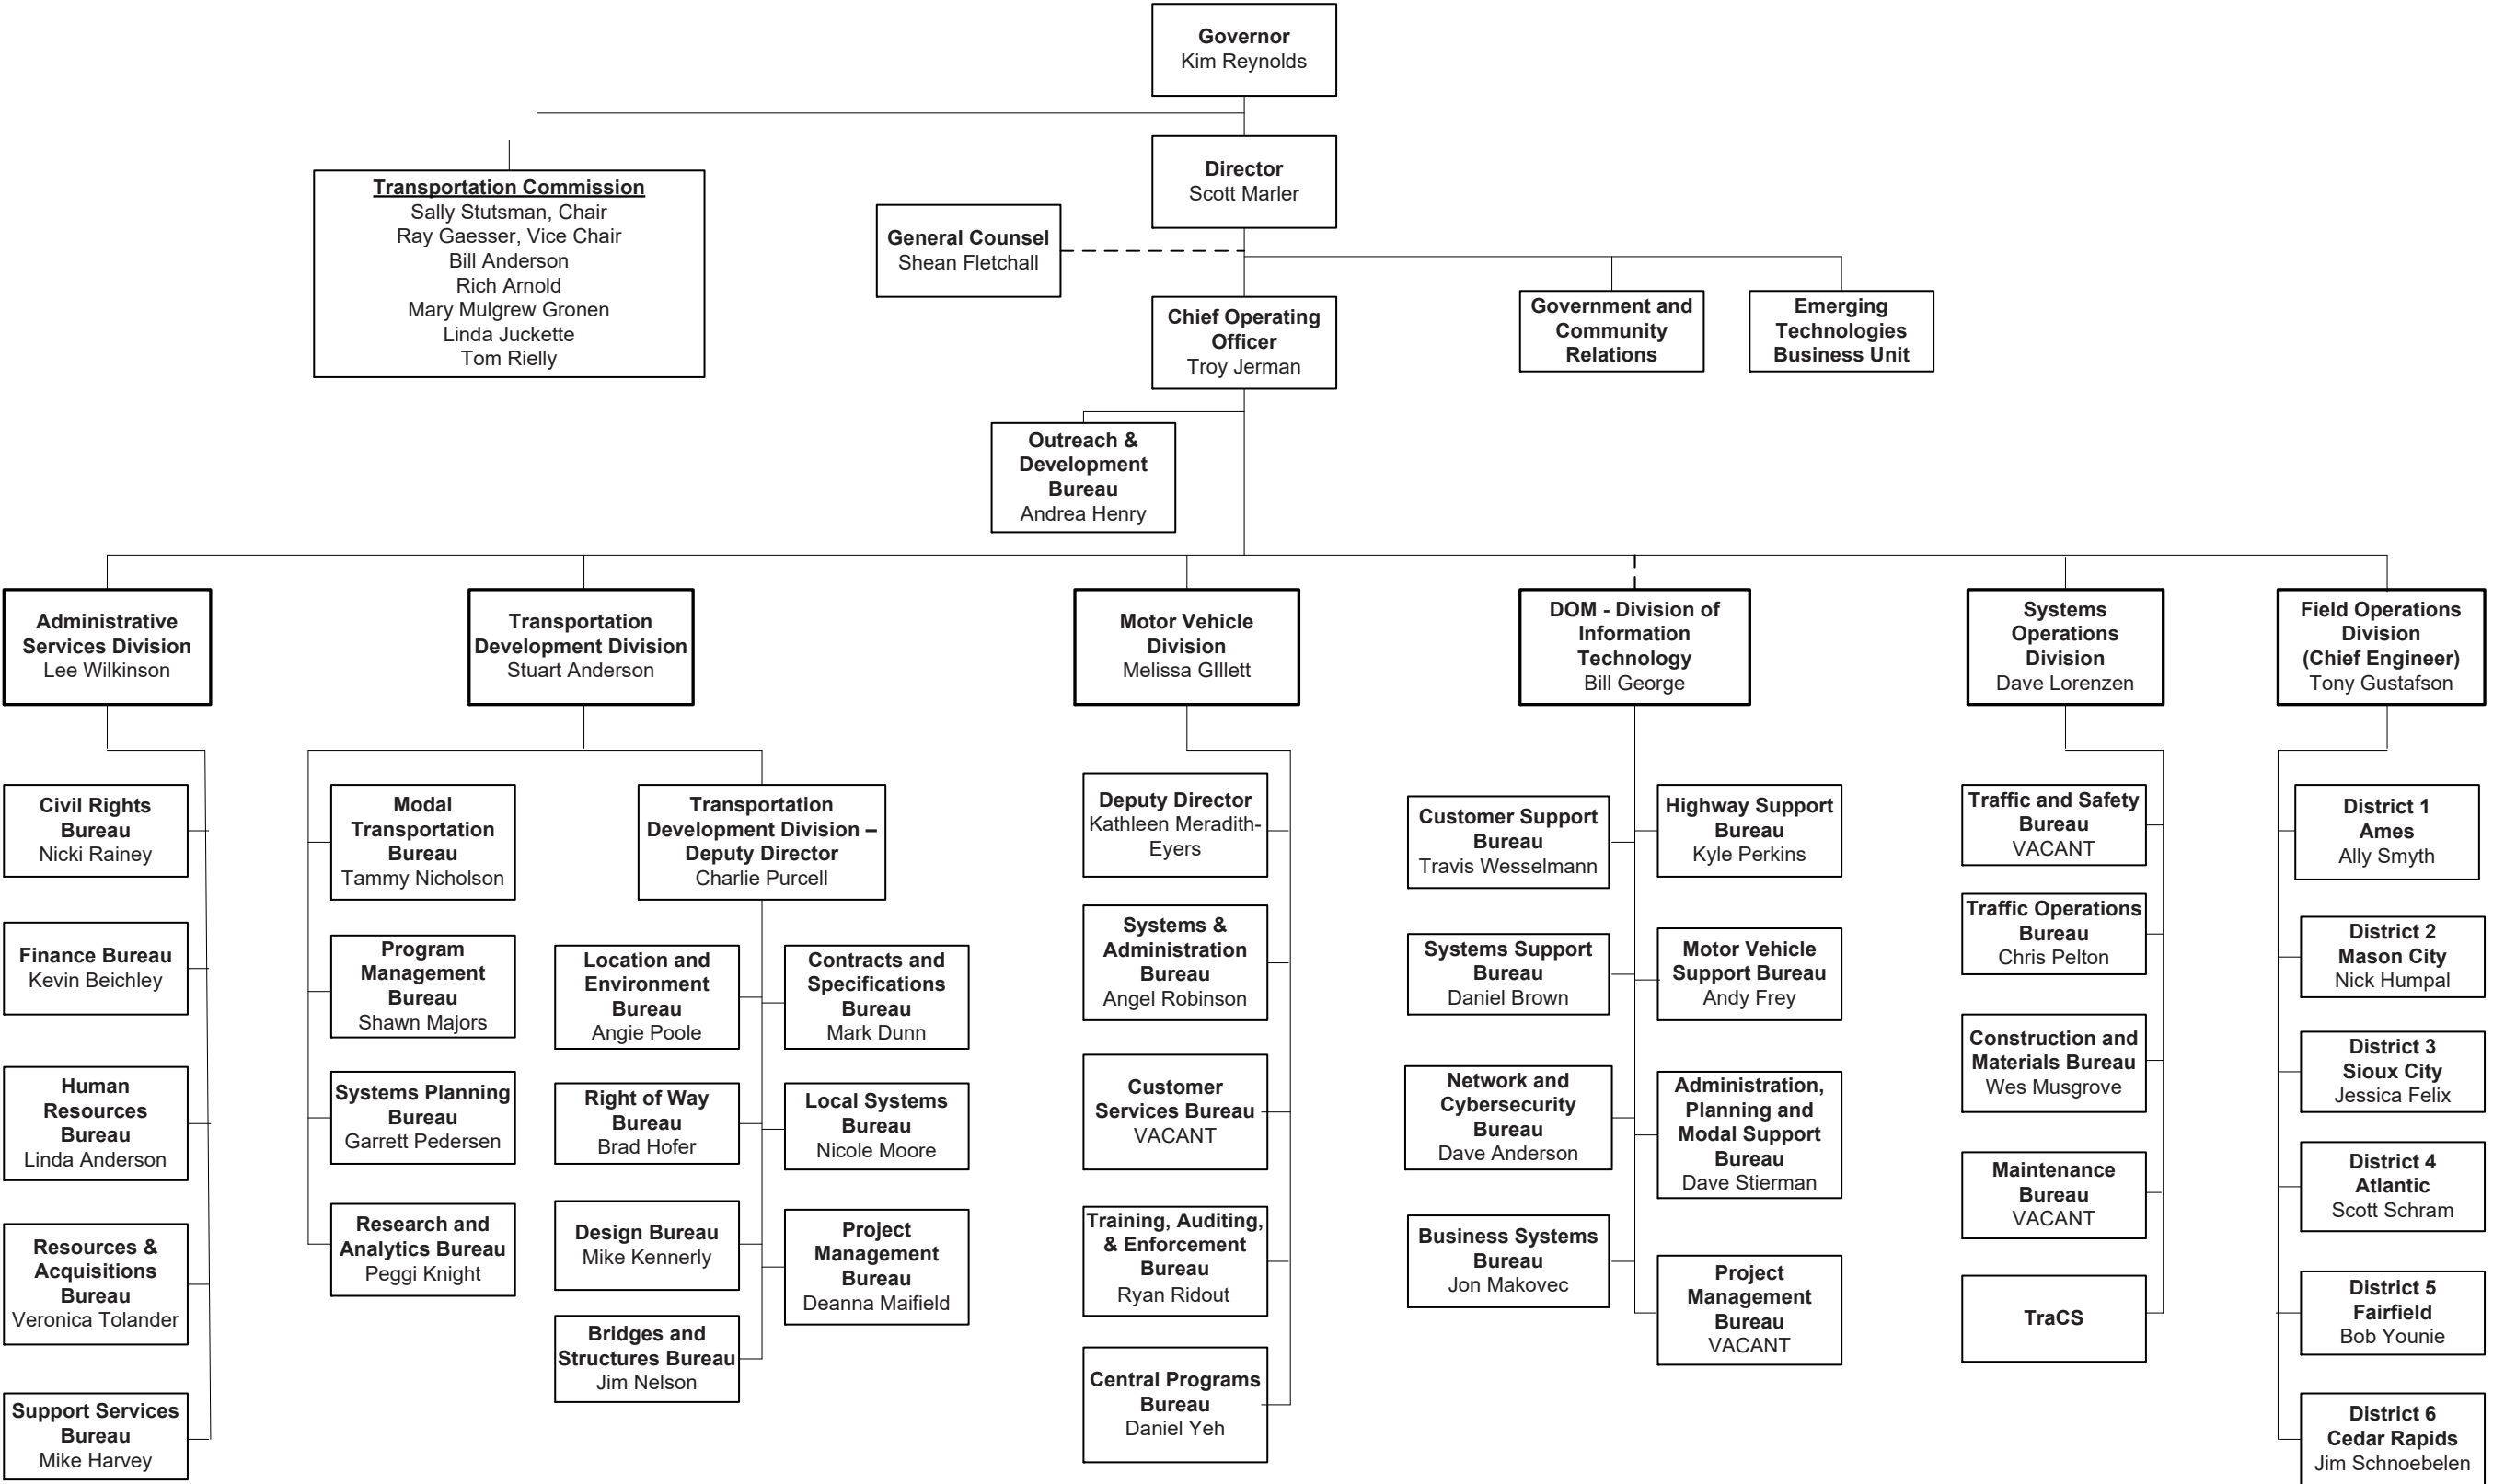 Governor
Kim Reynolds
Director
Scott Marler
Transportation Commission
Sally Stutsman, Chair
Ray Gaesser, Vice Chair
Bill Anderson
Rich Arnold
Mary Mulgrew Gronen
Linda Juckette
Tom Rielly
General Counsel
Shean Fletchall
Chief Operating
Officer
Troy Jerman
Government and
Community
Relations
Emerging
Technologies
Business Unit
Outreach &
Development
Bureau
Andrea Henry
Administrative
Services Division
Lee Wilkinson
Transportation
Development Division
Stuart Anderson
Motor Vehicle
Division
Melissa GIllett
DOM - Division of
Information
Technology
Bill George
Systems
Operations
Division
Dave Lorenzen
Field Operations
Division
(Chief Engineer)
Tony Gustafson
Civil Rights
Bureau
Nicki Rainey
Finance Bureau
Kevin Beichley
Human
Resources
Bureau
Linda Anderson
Resources &
Acquisitions
Bureau
Veronica Tolander
Support Services
Bureau
Mike Harvey
Modal
Transportation
Bureau
Tammy Nicholson
Program
Management
Bureau
Shawn Majors
Systems Planning
Bureau
Garrett Pedersen
Research and
Analytics Bureau
Peggi Knight
Transportation
Development Division –
Deputy Director
Charlie Purcell
Location and
Environment
Bureau
Angie Poole
Right of Way
Bureau
Brad Hofer
Design Bureau
Mike Kennerly
Bridges and
Structures Bureau
Jim Nelson
Contracts and
Specifications
Bureau
Mark Dunn
Local Systems
Bureau
Nicole Moore
Project
Management
Bureau
Deanna Maifield
Deputy Director
Kathleen Meradith-
Eyers
Systems &
Administration
Bureau
Angel Robinson
Customer
Services Bureau
VACANT
Training, Auditing,
& Enforcement
Bureau
Ryan Ridout
Central Programs
Bureau
Daniel Yeh
Customer Support
Bureau
Travis Wesselmann
Systems Support
Bureau
Daniel Brown
Network and
Cybersecurity
Bureau
Dave Anderson
Business Systems
Bureau
Jon Makovec
Highway Support
Bureau
Kyle Perkins
Motor Vehicle
Support Bureau
Andy Frey
Administration,
Planning and
Modal Support
Bureau
Dave Stierman
Project
Management
Bureau
VACANT
Traffic and Safety
Bureau
VACANT
Traffic Operations
Bureau
Chris Pelton
Construction and
Materials Bureau
Wes Musgrove
Maintenance
Bureau
VACANT
TraCS
District 1
Ames
Ally Smyth
District 2
Mason City
Nick Humpal
District 3
Sioux City
Jessica Felix
District 4
Atlantic
Scott Schram
District 5
Fairfield
Bob Younie
District 6
Cedar Rapids
Jim Schnoebelen